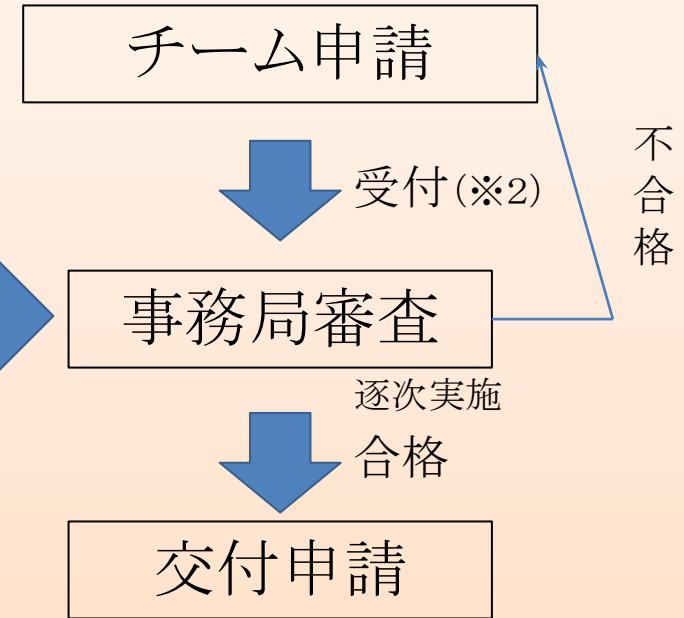 チーム申請
受付(※2)
不合格
事務局審査
逐次実施
合格
交付申請